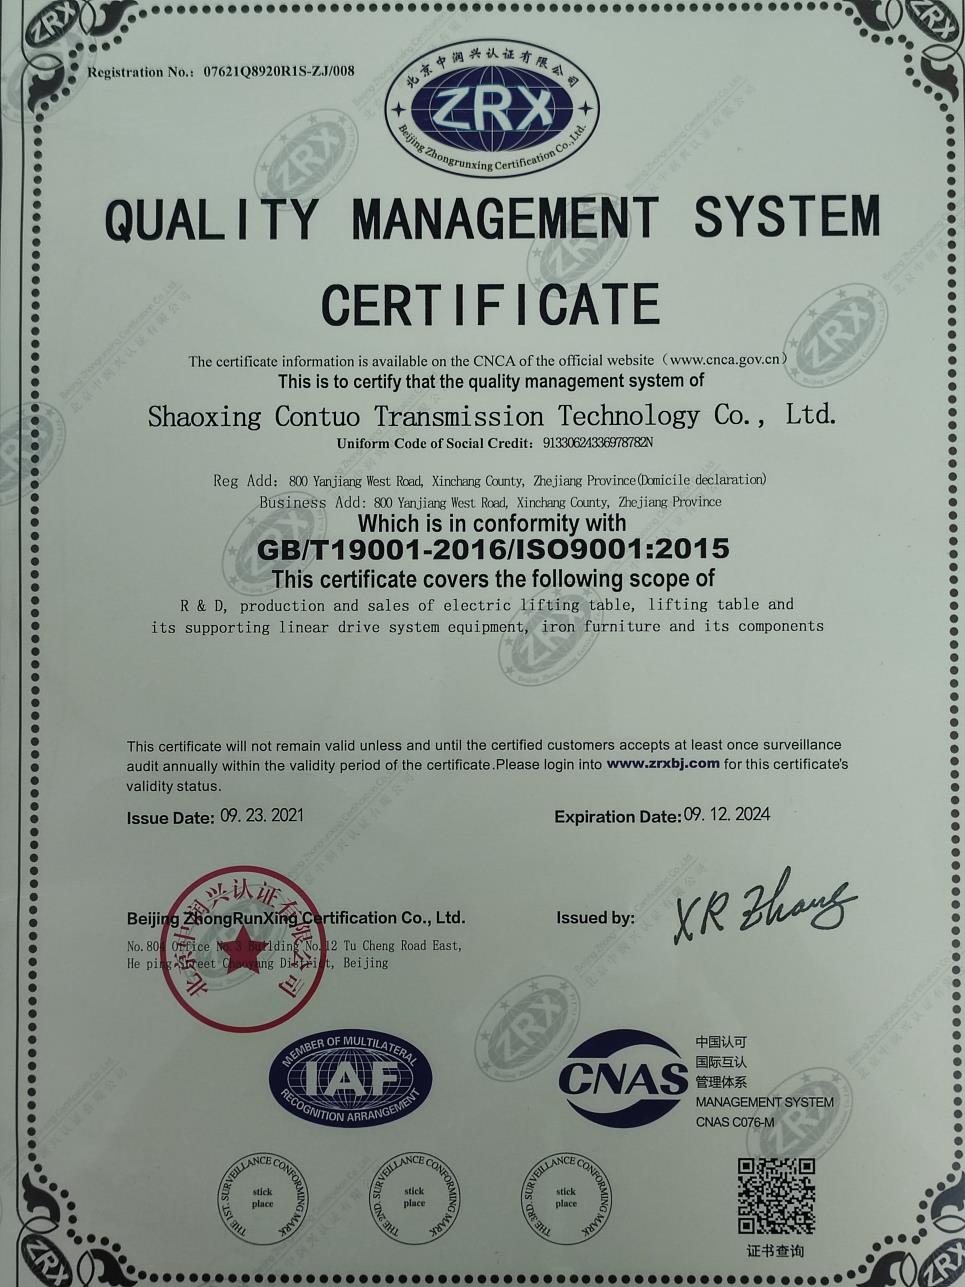 Registration No.: 07621Q8920R1S-ZJ/008
北京中润兴认证有限公司
ZRX
Beijing Zhongrunxing Certification Co.,Ltd.
QUALITY MANAGEMENT SYSTEM
CERTIFICATE
The certificate information is available on the CNCA of the official website（www.cnca.gov.cn）
This is to certify that the quality management system of
Shaoxing Contuo Transmission Technology Co., Ltd.
Uniform Code of Social Credit: 91330624336978782N
Reg Add: 800 Yanjiang West Road, Xinchang County, Zhejiang Province(Domicile declaration)
Business Add: 800 Yanjiang West Road, Xinchang County, Zhejiang Province
Which is in conformity with
GB/T19001-2016/ISO9001:2015
This certificate covers the following scope of
R & D, production and sales of electric lifting table, lifting table and
its supporting linear drive system equipment, iron furniture and its components
This certificate will not remain valid unless and until the certified customers accepts at least once surveillance
audit annually within the validity period of the certificate.Please login into www.zrxbj.com for this certificate's
validity status.
Issue Date: 09. 23. 2021
Expiration Date: 09. 12. 2024
Beijing ZhongRunXing Certification Co., Ltd.
No. 804 Office No.3 Building No.12 Tu Cheng Road East,
He ping Street Chaoyang District, Beijing
北京中润兴认证有限公司
Issued by: XR Zhang
MEMBER OF MULTILATERAL
IAF
RECOGNITION ARRANGEMENT
CNAS
中国认可
国际互认
管理体系
MANAGEMENT SYSTEM
CNAS C076-M
THE 1ST. SURVEILLANCE CONFORMING MARK
stick
place
THE 2ND. SURVEILLANCE CONFORMING MARK
stick
place
THE 3RD. SURVEILLANCE CONFORMING MARK
stick
place
证书查询